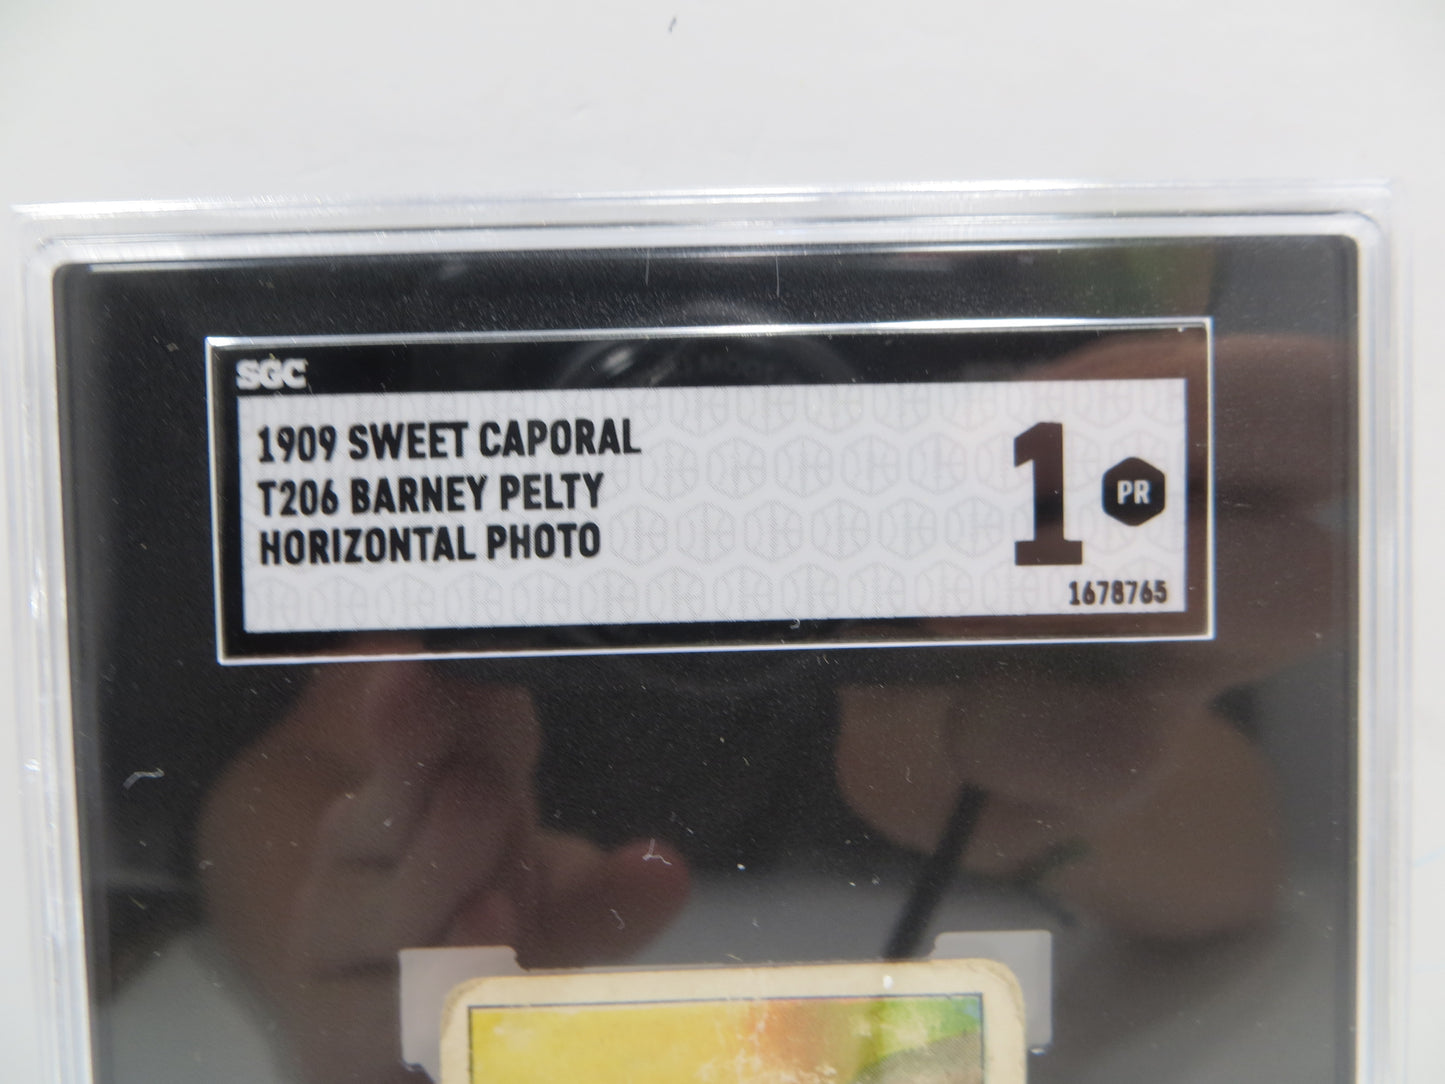 SGC
1909 SWEET CAPORAL
T206 BARNEY PELTY
HORIZONTAL PHOTO
1 PR
1678765